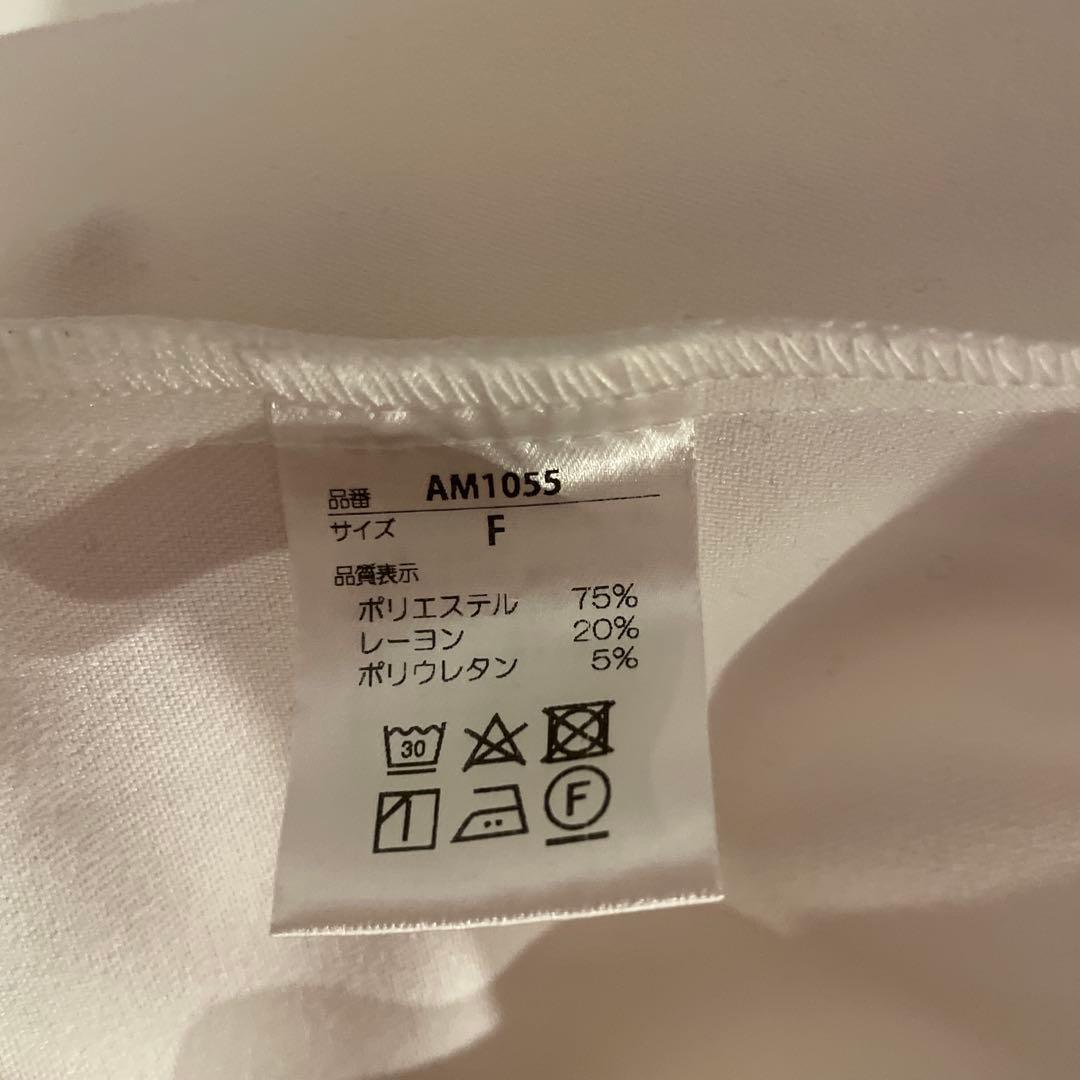 品番 AM1055
サイズ F
品質表示
ポリエステル 75%
レーヨン 20%
ポリウレタン 5%
30
F